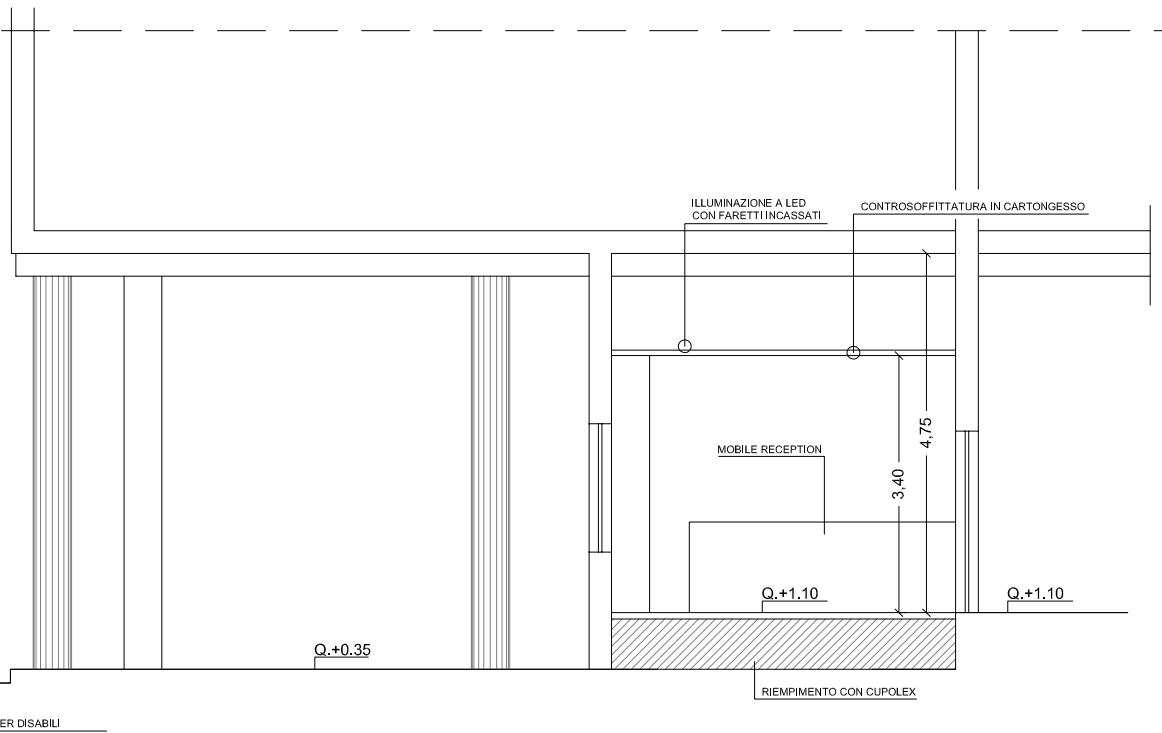 ILLUMINAZIONE A LED
CON FARETTI INCASSATI
CONTROSOFFITTATURA IN CARTONGESSO
4,75
3,40
MOBILE RECEPTION
Q.+1.10
Q.+1.10
Q.+0.35
RIEMPIMENTO CON CUPOLEX
ER DISABILI